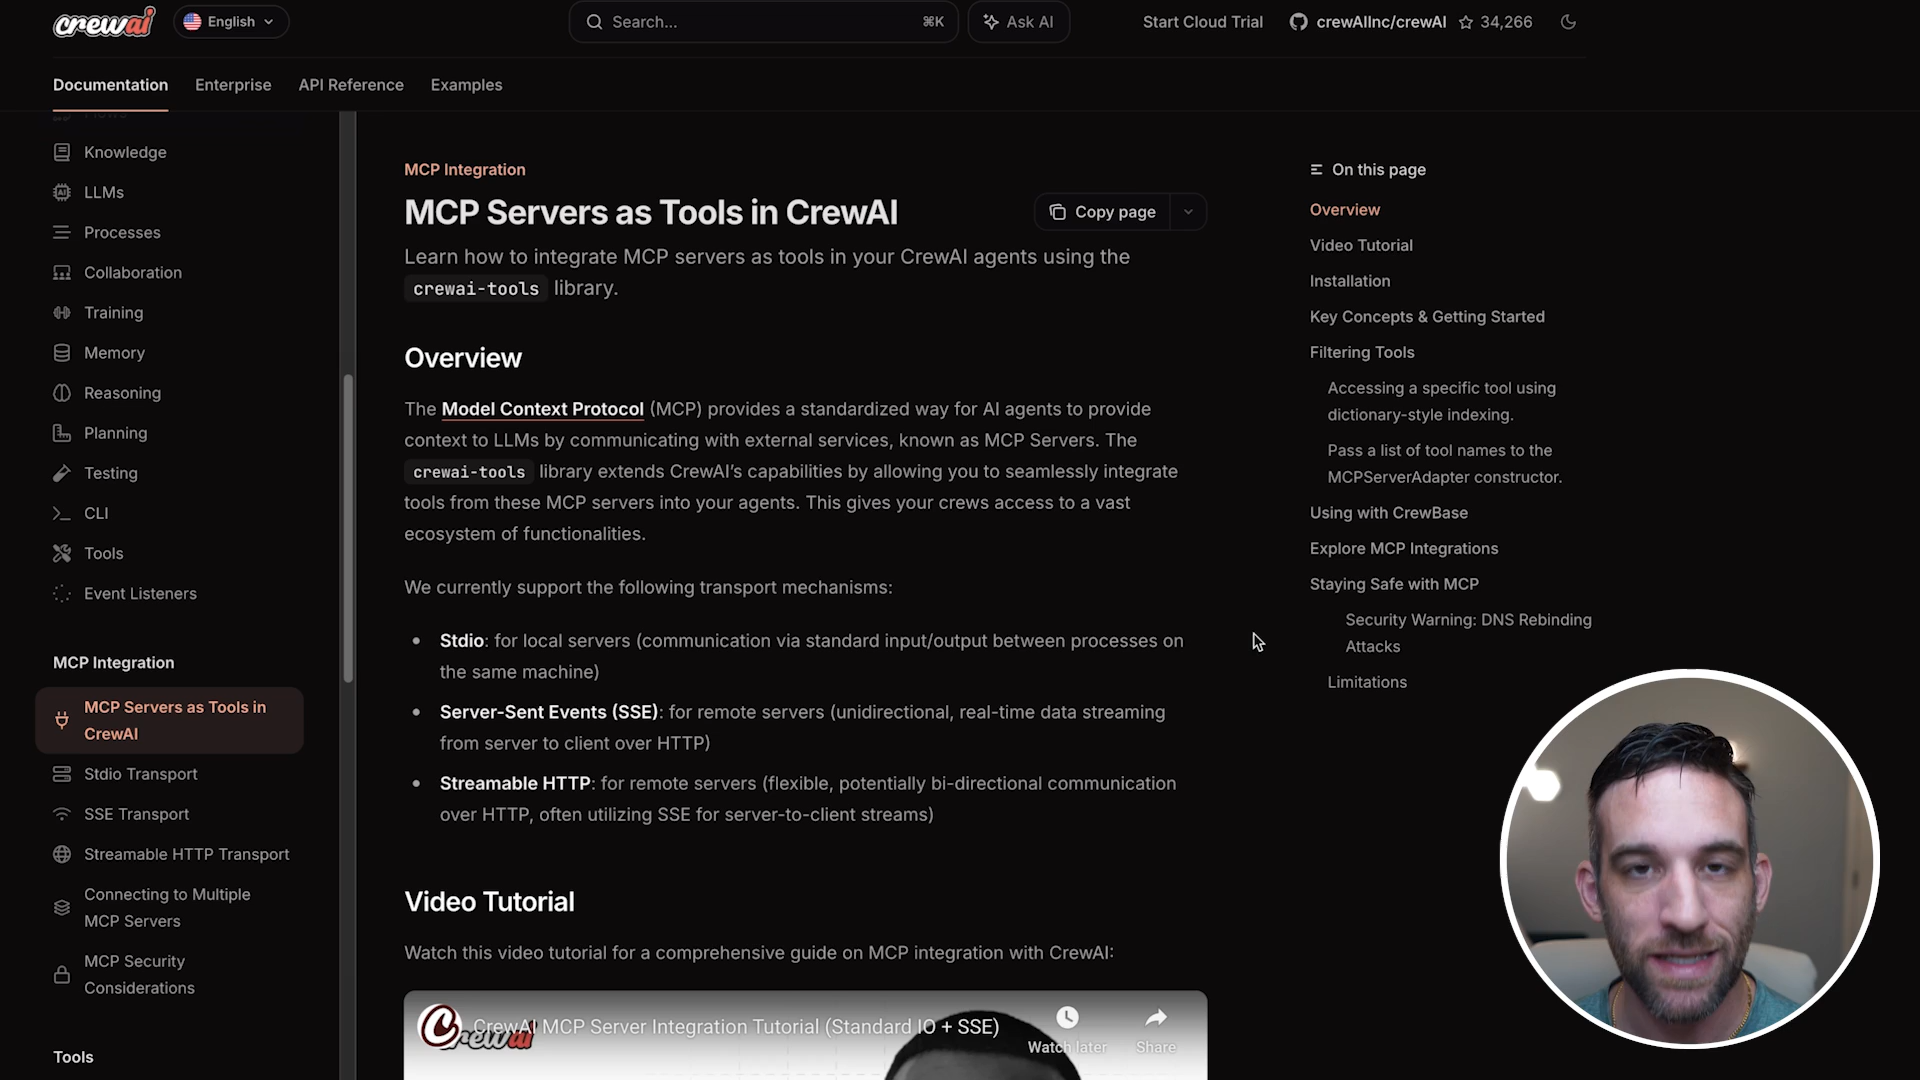 crewai
English
Search...
⌘K
Ask AI
Start Cloud Trial
crewAIInc/crewAI
34,266
Documentation
Enterprise
API Reference
Examples
Flows
Knowledge
LLMs
Processes
Collaboration
Training
Memory
Reasoning
Planning
Testing
CLI
Tools
Event Listeners
MCP Integration
MCP Servers as Tools in
CrewAI
Stdio Transport
SSE Transport
Streamable HTTP Transport
Connecting to Multiple
MCP Servers
MCP Security
Considerations
Tools
MCP Integration
MCP Servers as Tools in CrewAI
Copy page
Learn how to integrate MCP servers as tools in your CrewAI agents using the
crewai-tools library.
Overview
The Model Context Protocol (MCP) provides a standardized way for AI agents to provide
context to LLMs by communicating with external services, known as MCP Servers. The
crewai-tools library extends CrewAI's capabilities by allowing you to seamlessly integrate
tools from these MCP servers into your agents. This gives your crews access to a vast
ecosystem of functionalities.
We currently support the following transport mechanisms:
• Stdio: for local servers (communication via standard input/output between processes on
the same machine)
• Server-Sent Events (SSE): for remote servers (unidirectional, real-time data streaming
from server to client over HTTP)
• Streamable HTTP: for remote servers (flexible, potentially bi-directional communication
over HTTP, often utilizing SSE for server-to-client streams)
Video Tutorial
Watch this video tutorial for a comprehensive guide on MCP integration with CrewAI:
CrewAI MCP Server Integration Tutorial (Standard IO + SSE)
crewai
Watch later
Share
On this page
Overview
Video Tutorial
Installation
Key Concepts & Getting Started
Filtering Tools
Accessing a specific tool using
dictionary-style indexing.
Pass a list of tool names to the
MCPServerAdapter constructor.
Using with CrewBase
Explore MCP Integrations
Staying Safe with MCP
Security Warning: DNS Rebinding
Attacks
Limitations